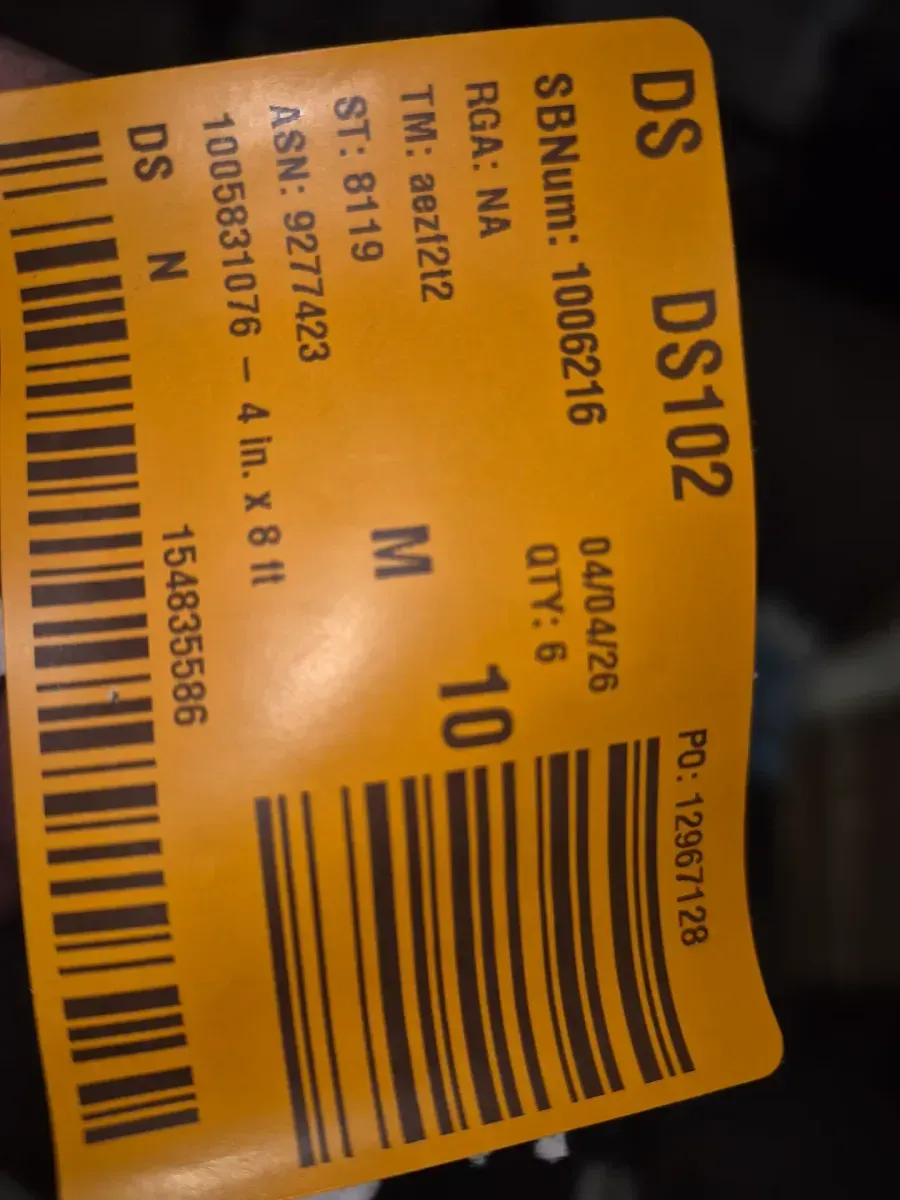 DS DS102 PO: 12967128
SBNum: 1006216 04/04/26
RGA: NA QTY: 6
TM: aezf2t2 10
ST: 8119 M
ASN: 9277423
1005831076 – 4 in. x 8 ft
DS N 154835586